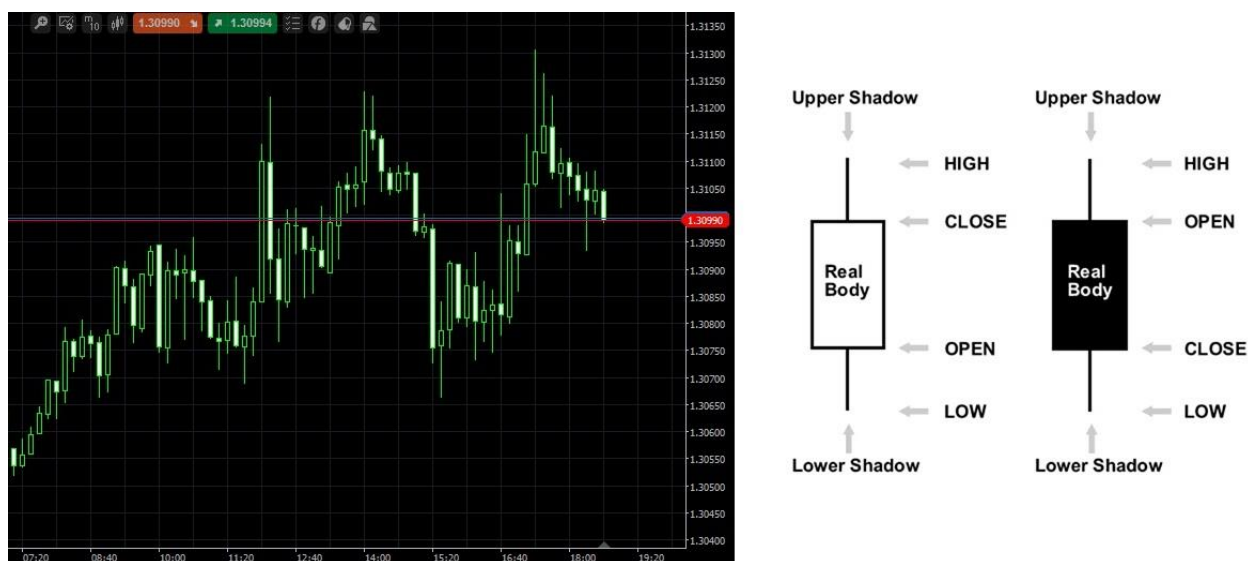 m10 1.30990 1.30994
1.31350
1.31300
1.31250
1.31200
1.31150
1.31100
1.31050
1.30990
1.30950
1.30900
1.30850
1.30800
1.30750
1.30700
1.30650
1.30600
1.30550
1.30500
1.30450
1.30400
07:20 08:40 10:00 11:20 12:40 14:00 15:20 16:40 18:00 19:20
Upper Shadow
HIGH
CLOSE
Real
Body
OPEN
LOW
Lower Shadow
Upper Shadow
HIGH
OPEN
Real
Body
CLOSE
LOW
Lower Shadow